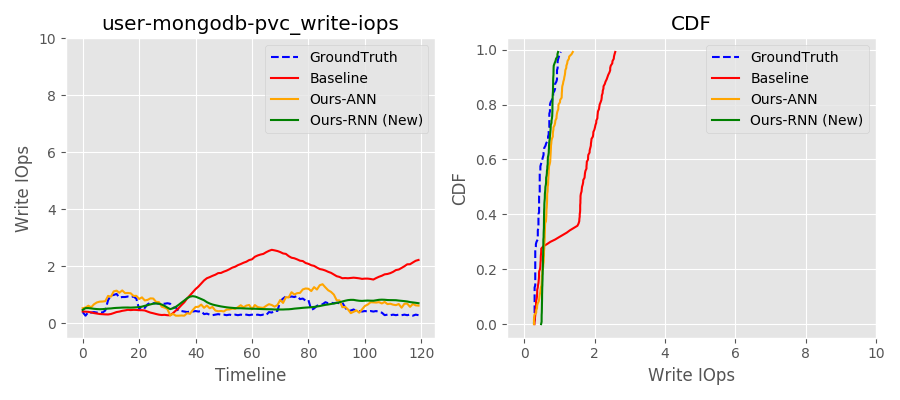 user-mongodb-pvc_write-iops
Write IOps
10
8
6
4
2
0
0
20
40
60
80
100
120
Timeline
GroundTruth
Baseline
Ours-ANN
Ours-RNN (New)
CDF
CDF
1.0
0.8
0.6
0.4
0.2
0.0
0
2
4
6
8
10
Write IOps
GroundTruth
Baseline
Ours-ANN
Ours-RNN (New)